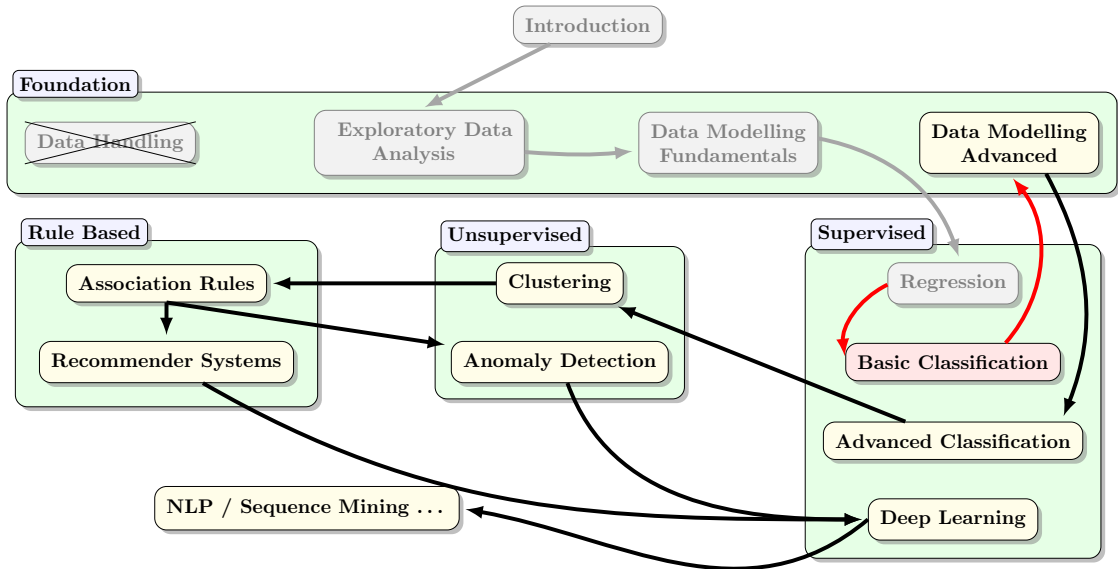 Introduction
Foundation
Data Handling
Exploratory Data
Analysis
Data Modelling
Fundamentals
Data Modelling
Advanced
Rule Based
Association Rules
Recommender Systems
Unsupervised
Clustering
Anomaly Detection
Supervised
Regression
Basic Classification
Advanced Classification
Deep Learning
NLP / Sequence Mining ...